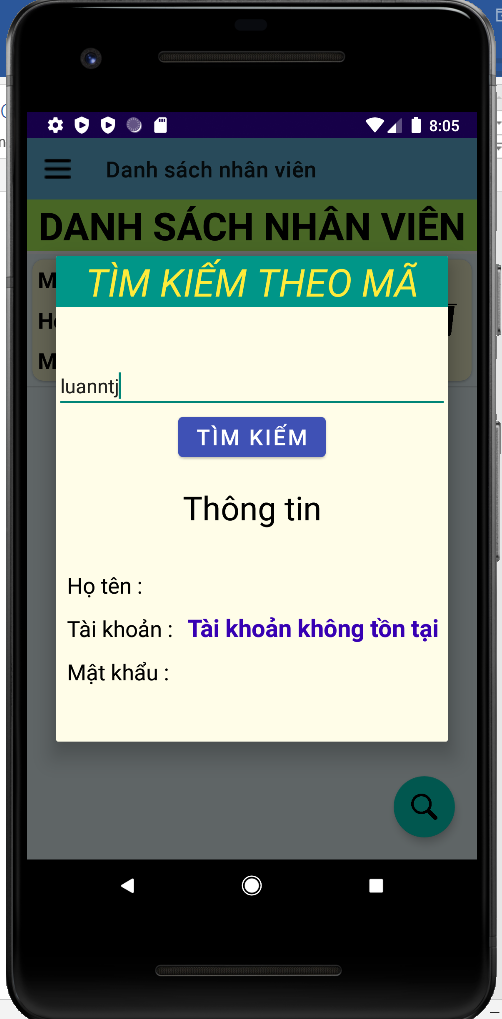 8:05
Danh sách nhân viên
DANH SÁCH NHÂN VIÊN
M
H
M
TÌM KIẾM THEO MÃ
luanntj
TÌM KIẾM
Thông tin
Họ tên :
Tài khoản : Tài khoản không tồn tại
Mật khẩu :